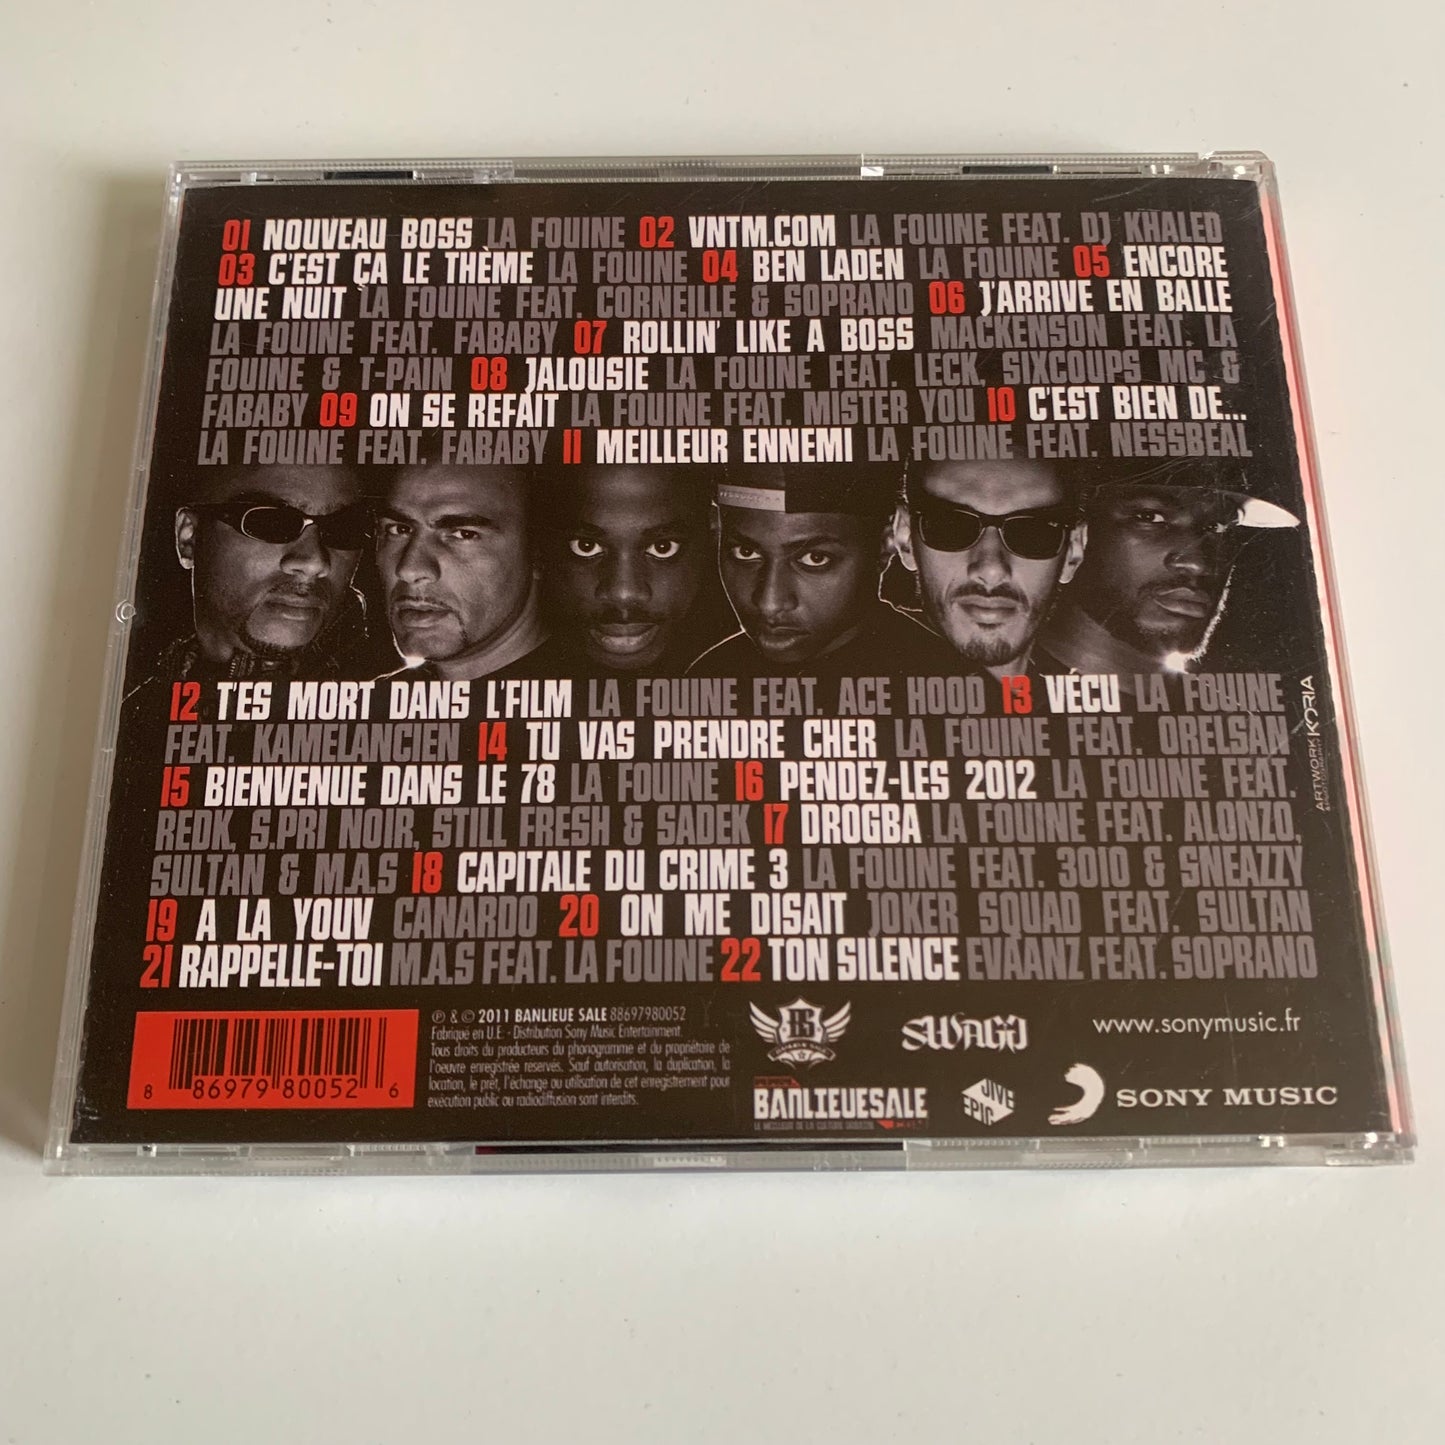 01 NOUVEAU BOSS LA FOUINE 02 VNTM.COM LA FOUINE FEAT. DJ KHALED
03 C'EST ÇA LE THÈME LA FOUINE 04 BEN LADEN LA FOUINE 05 ENCORE
UNE NUIT LA FOUINE FEAT. CORNEILLE & SOPRANO 06 J'ARRIVE EN BALLE
LA FOUINE FEAT. FABABY 07 ROLLIN' LIKE A BOSS MACKENSON FEAT. LA
FOUINE & T-PAIN 08 JALOUSIE LA FOUINE FEAT. LECK, SIXCOUPS MC &
FABABY 09 ON SE REFAIT LA FOUINE FEAT. MISTER YOU 10 C'EST BIEN DE...
LA FOUINE FEAT. FABABY 11 MEILLEUR ENNEMI LA FOUINE FEAT. NESSBEAL
12 T'ES MORT DANS L'FILM LA FOUINE FEAT. ACE HOOD 13 VÉCU LA FOUINE
FEAT. KAMELANCIEN 14 TU VAS PRENDRE CHER LA FOUINE FEAT. ORELSAN
15 BIENVENUE DANS LE 78 LA FOUINE 16 PENDEZ-LES 2012 LA FOUINE FEAT.
REDK, S.PRI NOIR, STILL FRESH & SADEK 17 DROGBA LA FOUINE FEAT. ALONZO,
SULTAN & M.A.S 18 CAPITALE DU CRIME 3 LA FOUINE FEAT. 3010 & SNEAZZY
19 A LA YOUV CANARDO 20 ON ME DISAIT JOKER SQUAD FEAT. SULTAN
21 RAPPELLE-TOI M.A.S FEAT. LA FOUINE 22 TON SILENCE EVAANZ FEAT. SOPRANO
ARTWORK KORIA
8 86979 80052 6
℗ & © 2011 BANLIEUE SALE 88697980052
Fabriqué en U.E - Distribution Sony Music Entertainment.
Tous droits du producteurs du phonogramme et du propriétaire de
l'oeuvre enregistrée réservés. Sauf autorisation, la duplication, la
location, le prêt, l'échange ou utilisation de cet enregistrement pour
exécution public ou radiodiffusion sont interdits.
BS
SWAGG
www.sonymusic.fr
BANLIEUESALE
LE MEILLEUR DE LA CULTURE URBAINE
JIVE
EPIC
SONY MUSIC